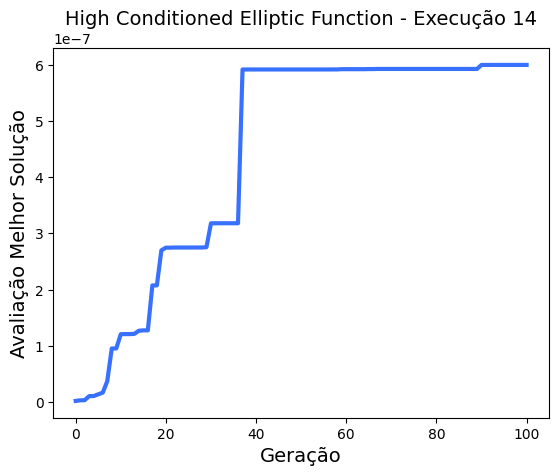 High Conditioned Elliptic Function - Execução 14
1e−7
6
5
4
3
2
1
0
Avaliação Melhor Solução
0 20 40 60 80 100
Geração